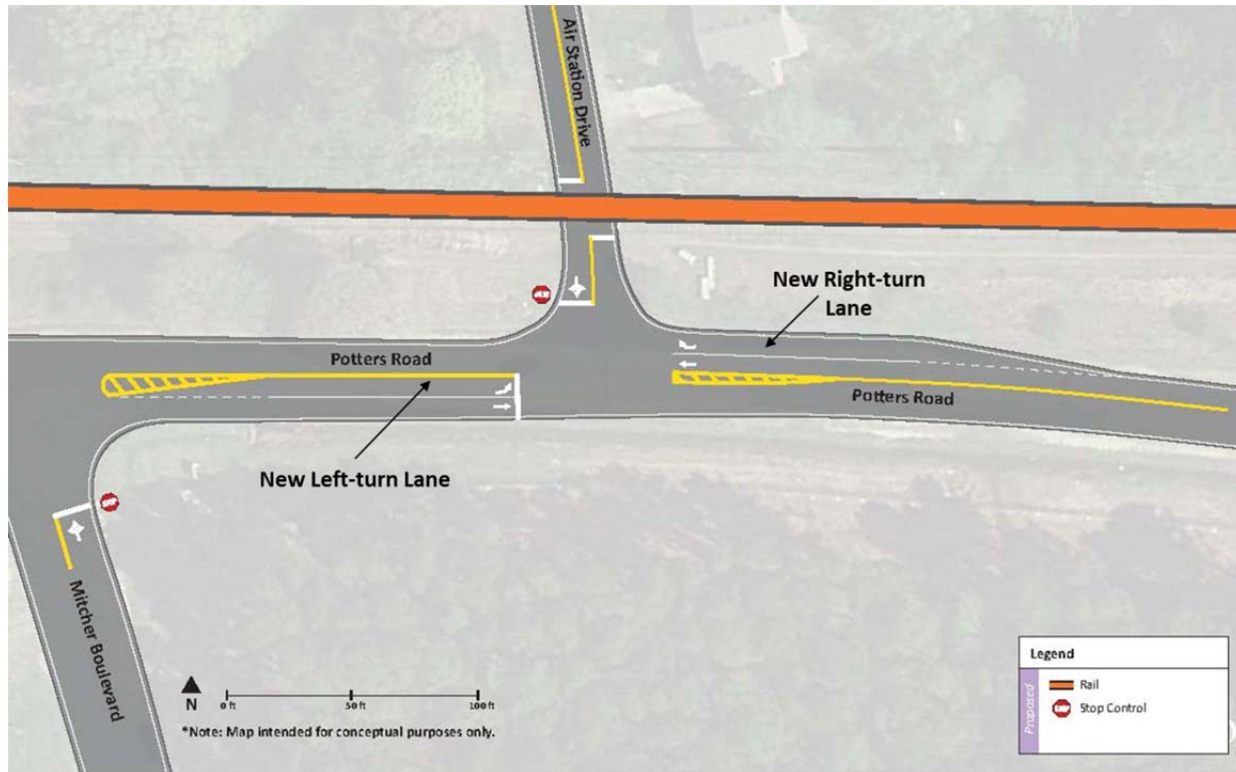 Air Station Drive
New Right-turn
Lane
Potters Road
Potters Road
New Left-turn Lane
Mitcher Boulevard
N
0 ft
50 ft
100 ft
*Note: Map intended for conceptual purposes only.
Legend
Proposed
Rail
Stop Control